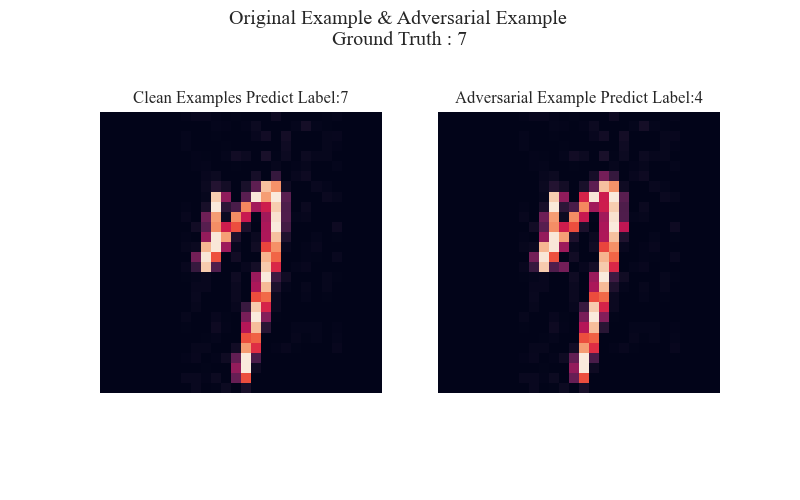 Original Example & Adversarial Example
Ground Truth : 7
Clean Examples Predict Label:7
Adversarial Example Predict Label:4